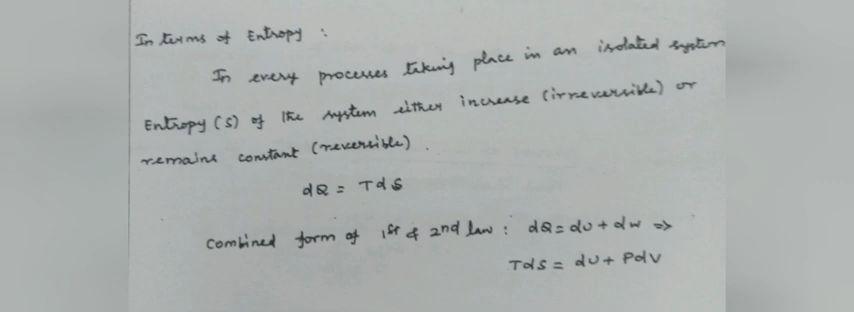 In terms of Entropy :
In every processes taking place in an isolated system
Entropy (S) of the system either increase (irreversible) or
remains constant (reversible) .
dQ = TdS
Combined form of 1st & 2nd law : dQ = dU + dW ⇒
TdS = dU + PdV